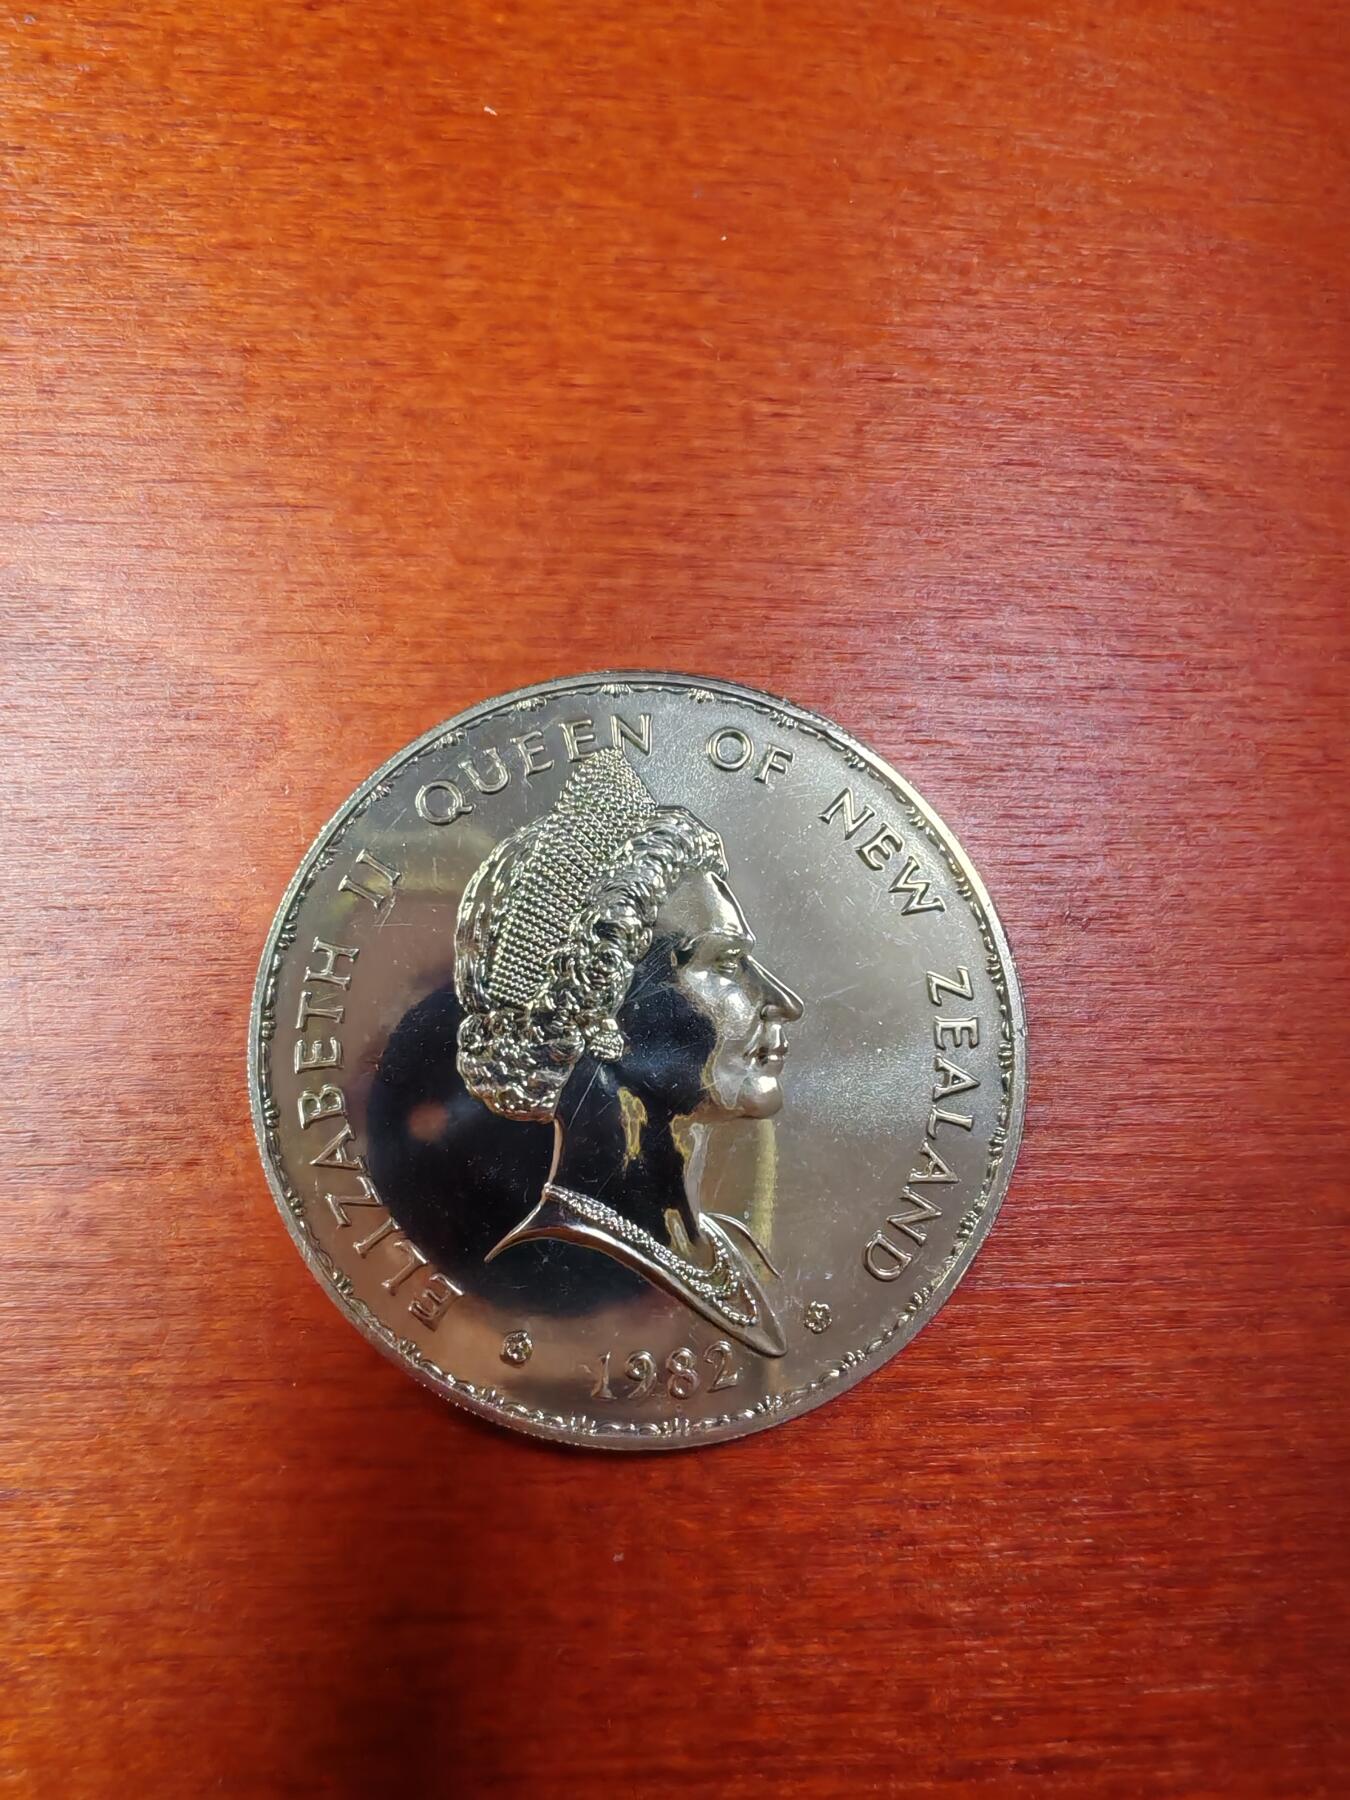 ELIZABETH II QUEEN OF NEW ZEALAND
1982